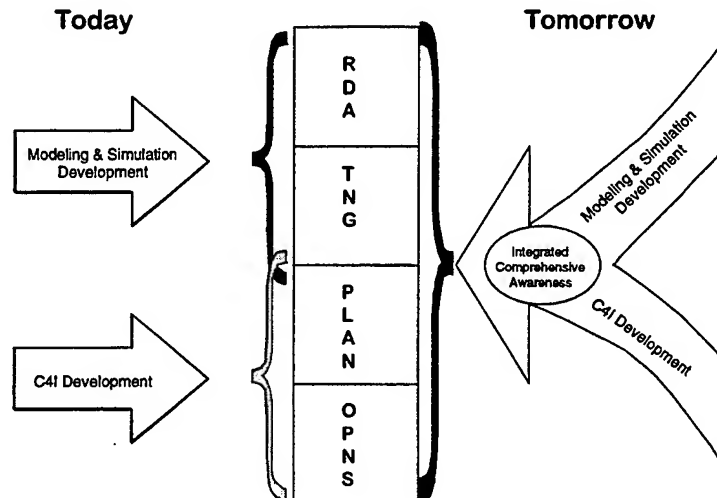 Today
Tomorrow
Modeling & Simulation
Development
C4I Development
R
D
A
T
N
G
P
L
A
N
O
P
N
S
Integrated
Comprehensive
Awareness
Modeling & Simulation
Development
C4I Development